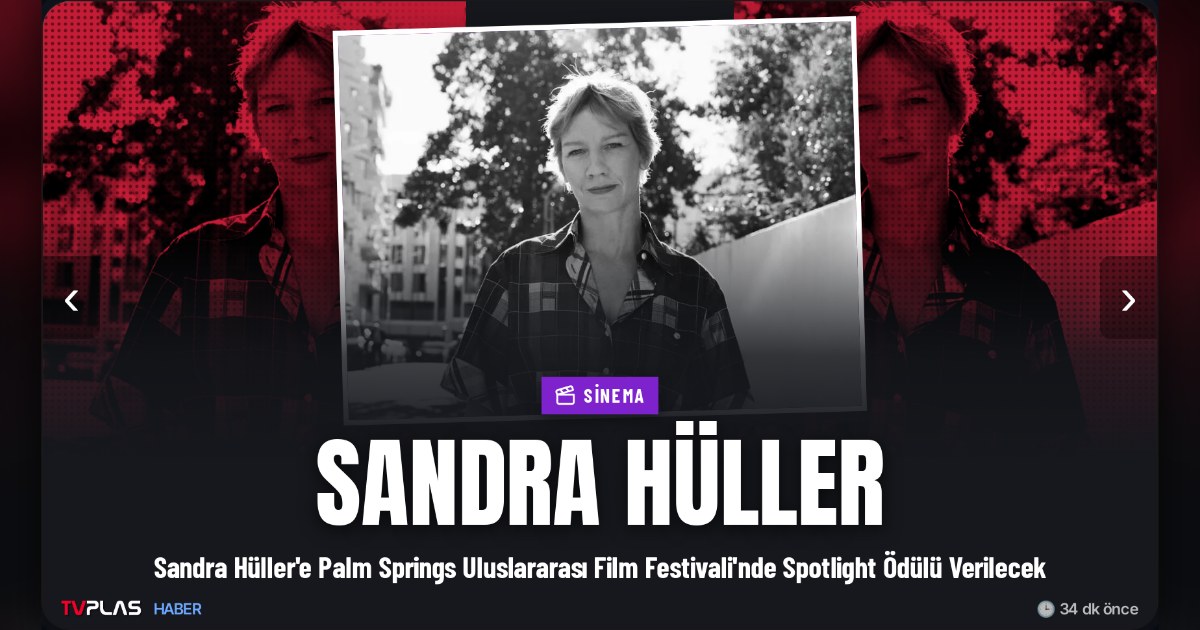 SİNEMA
SANDRA HÜLLER
Sandra Hüller'e Palm Springs Uluslararası Film Festivali'nde Spotlight Ödülü Verilecek
TVPLAS HABER
34 dk önce